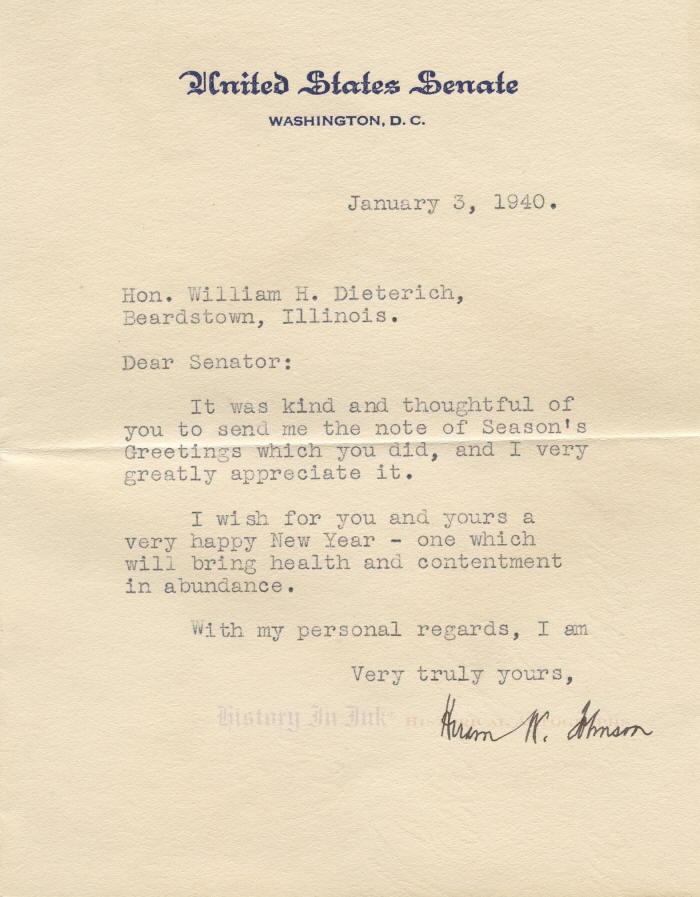 United States Senate
WASHINGTON, D. C.
January 3, 1940.
Hon. William H. Dieterich,
Beardstown, Illinois.
Dear Senator:
It was kind and thoughtful of
you to send me the note of Season's
Greetings which you did, and I very
greatly appreciate it.
I wish for you and yours a
very happy New Year - one which
will bring health and contentment
in abundance.
With my personal regards, I am
Very truly yours,
History In Ink HISTORICAL
Hiram W. Johnson